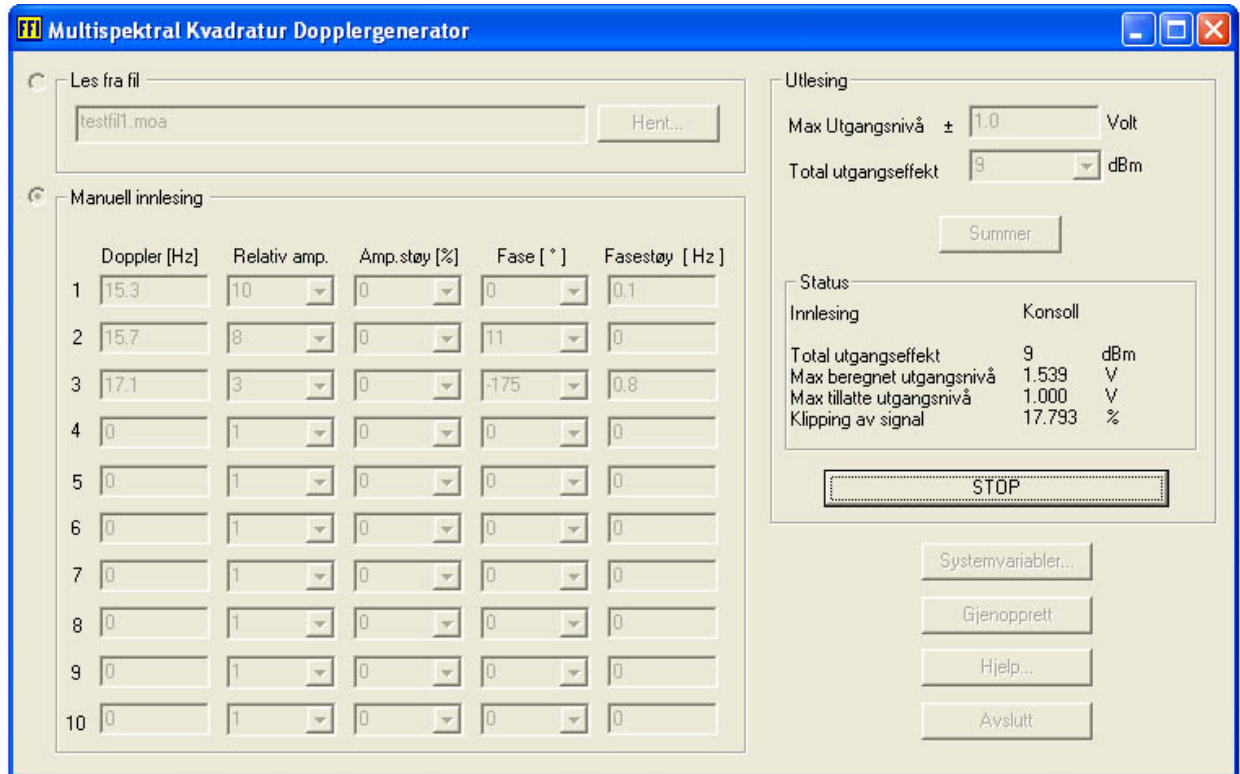 FFI Multispektral Kvadratur Dopplergenerator
Les fra fil
testfil1.moa Hent...
Manuell innlesing
Doppler [Hz] Relativ amp. Amp.støy [%] Fase [ ° ] Fasestøy [ Hz ]
1 15.3 10 0 0 0.1
2 15.7 8 0 11 0
3 17.1 3 0 -175 0.8
4 0 1 0 0 0
5 0 1 0 0 0
6 0 1 0 0 0
7 0 1 0 0 0
8 0 1 0 0 0
9 0 1 0 0 0
10 0 1 0 0 0
Utlesing
Max Utgangsnivå ± 1.0 Volt
Total utgangseffekt 9 dBm
Summer
Status
Innlesing Konsoll
Total utgangseffekt 9 dBm
Max beregnet utgangsnivå 1.539 V
Max tillatte utgangsnivå 1.000 V
Klipping av signal 17.793 %
STOP
Systemvariabler...
Gjenopprett
Hjelp...
Avslutt